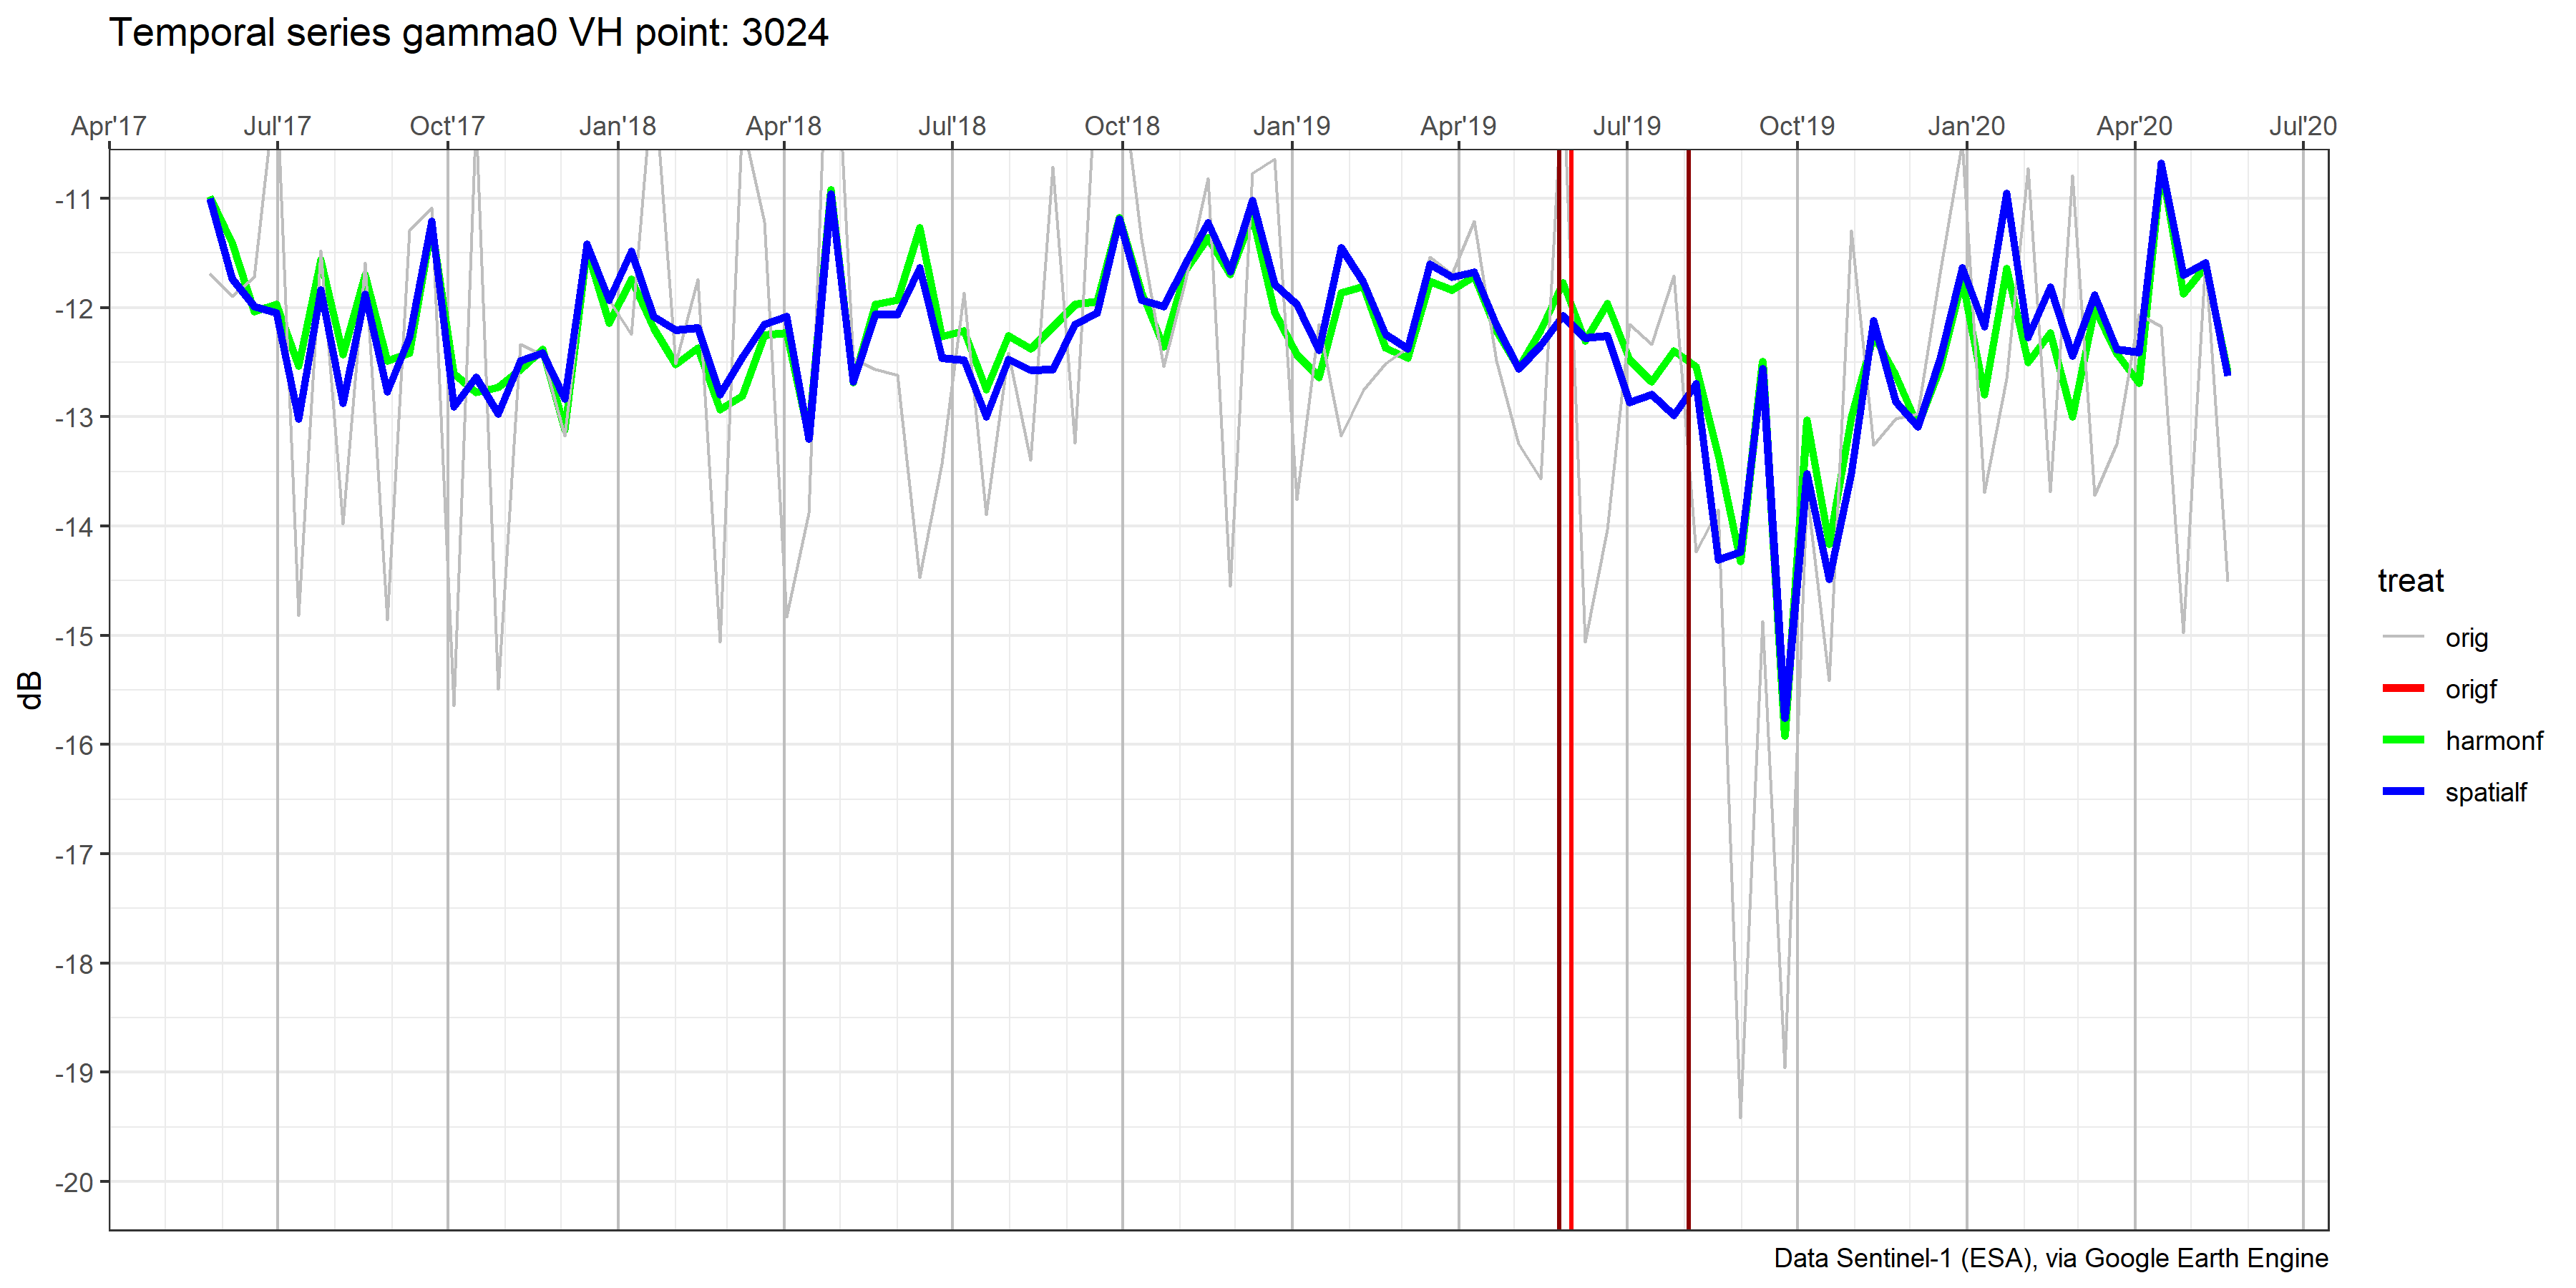 Temporal series gamma0 VH point: 3024
Apr'17 Jul'17 Oct'17 Jan'18 Apr'18 Jul'18 Oct'18 Jan'19 Apr'19 Jul'19 Oct'19 Jan'20 Apr'20 Jul'20
-11
-12
-13
-14
-15
-16
-17
-18
-19
-20
dB
treat
orig
origf
harmonf
spatialf
Data Sentinel-1 (ESA), via Google Earth Engine